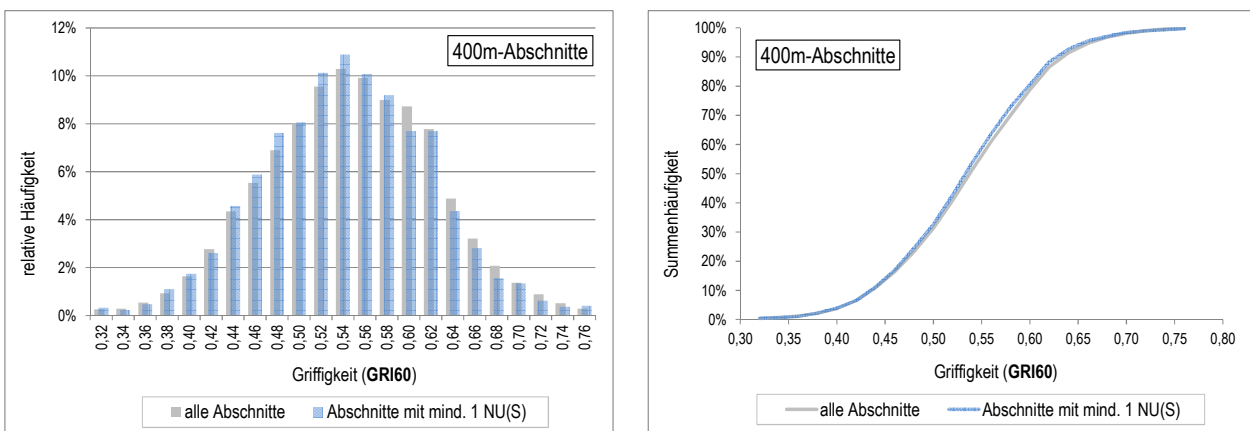 12%
10%
8%
6%
4%
2%
0%
relative Häufigkeit
400m-Abschnitte
0,32 0,34 0,36 0,38 0,40 0,42 0,44 0,46 0,48 0,50 0,52 0,54 0,56 0,58 0,60 0,62 0,64 0,66 0,68 0,70 0,72 0,74 0,76
Griffigkeit (GRI60)
alle Abschnitte Abschnitte mit mind. 1 NU(S)
100%
90%
80%
70%
60%
50%
40%
30%
20%
10%
0%
Summenhäufigkeit
400m-Abschnitte
0,30 0,35 0,40 0,45 0,50 0,55 0,60 0,65 0,70 0,75 0,80
Griffigkeit (GRI60)
alle Abschnitte Abschnitte mit mind. 1 NU(S)